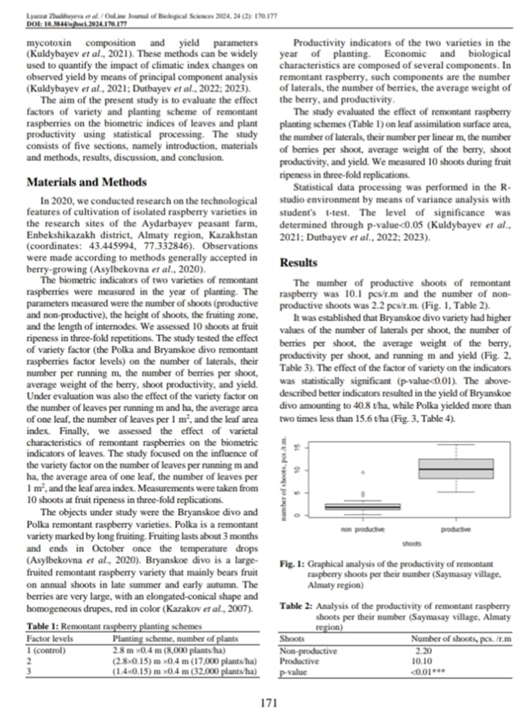 Lyazzat Zhaldybayeva et al. / OnLine Journal of Biological Sciences 2024, 24 (2): 170.177
DOI: 10.3844/ojbsci.2024.170.177
mycotoxin composition and yield parameters
(Kuldybayev et al., 2021). These methods can be widely
used to quantify the impact of climatic index changes on
observed yield by means of principal component analysis
(Kuldybayev et al., 2021; Dutbayev et al., 2022; 2023).
The aim of the present study is to evaluate the effect
factors of variety and planting scheme of remontant
raspberries on the biometric indices of leaves and plant
productivity using statistical processing. The study
consists of five sections, namely introduction, materials
and methods, results, discussion, and conclusion.
Materials and Methods
In 2020, we conducted research on the technological
features of cultivation of isolated raspberry varieties in
the research sites of the Aydarbayev peasant farm,
Enbekshikazakh district, Almaty region, Kazakhstan
(coordinates: 43.445994, 77.332846). Observations
were made according to methods generally accepted in
berry-growing (Asylbekovna et al., 2020).
The biometric indicators of two varieties of remontant
raspberries were measured in the year of planting. The
parameters measured were the number of shoots (productive
and non-productive), the height of shoots, the fruiting zone,
and the length of internodes. We assessed 10 shoots at fruit
ripeness in three-fold repetitions. The study tested the effect
of variety factor (the Polka and Bryanskoe divo remontant
raspberries factor levels) on the number of laterals, their
number per running m, the number of berries per shoot,
average weight of the berry, shoot productivity, and yield.
Under evaluation was also the effect of the variety factor on
the number of leaves per running m and ha, the average area
of one leaf, the number of leaves per 1 m², and the leaf area
index. Finally, we assessed the effect of varietal
characteristics of remontant raspberries on the biometric
indicators of leaves. The study focused on the influence of
the variety factor on the number of leaves per running m and
ha, the average area of one leaf, the number of leaves per
1 m², and the leaf area index. Measurements were taken from
10 shoots at fruit ripeness in three-fold replications.
The objects under study were the Bryanskoe divo and
Polka remontant raspberry varieties. Polka is a remontant
variety marked by long fruiting. Fruiting lasts about 3 months
and ends in October once the temperature drops
(Asylbekovna et al., 2020). Bryanskoe divo is a large-
fruited remontant raspberry variety that mainly bears fruit
on annual shoots in late summer and early autumn. The
berries are very large, with an elongated-conical shape and
homogeneous drupes, red in color (Kazakov et al., 2007).
Table 1: Remontant raspberry planting schemes
Factor levels Planting scheme, number of plants
1 (control) 2.8 m ×0.4 m (8,000 plants/ha)
2 (2.8×0.15) m ×0.4 m (17,000 plants/ha)
3 (1.4×0.15) m ×0.4 m (32,000 plants/ha)
Productivity indicators of the two varieties in the
year of planting. Economic and biological
characteristics are composed of several components. In
remontant raspberry, such components are the number
of laterals, the number of berries, the average weight of
the berry, and productivity.
The study evaluated the effect of remontant raspberry
planting schemes (Table 1) on leaf assimilation surface area,
the number of laterals, their number per linear m, the number
of berries per shoot, average weight of the berry, shoot
productivity, and yield. We measured 10 shoots during fruit
ripeness in three-fold replications.
Statistical data processing was performed in the R-
studio environment by means of variance analysis with
student's t-test. The level of significance was
determined through p-value<0.05 (Kuldybayev et al.,
2021; Dutbayev et al., 2022; 2023).
Results
The number of productive shoots of remontant
raspberry was 10.1 pcs/r.m and the number of non-
productive shoots was 2.2 pcs/r.m. (Fig. 1, Table 2).
It was established that Bryanskoe divo variety had higher
values of the number of laterals per shoot, the number of
berries per shoot, the average weight of the berry,
productivity per shoot, and running m and yield (Fig. 2,
Table 3). The effect of the factor of variety on the indicators
was statistically significant (p-value<0.01). The above-
described better indicators resulted in the yield of Bryanskoe
divo amounting to 40.8 t/ha, while Polka yielded more than
two times less than 15.6 t/ha (Fig. 3, Table 4).
number of shoots, pcs./r.m.
15
10
5
0
non productive productive
shoots
Fig. 1: Graphical analysis of the productivity of remontant
raspberry shoots per their number (Saymasay village,
Almaty region)
Table 2: Analysis of the productivity of remontant raspberry
shoots per their number (Saymasay village, Almaty
region)
Shoots Number of shoots, pcs. /r.m
Non-productive 2.20
Productive 10.10
p-value <0.01***
171